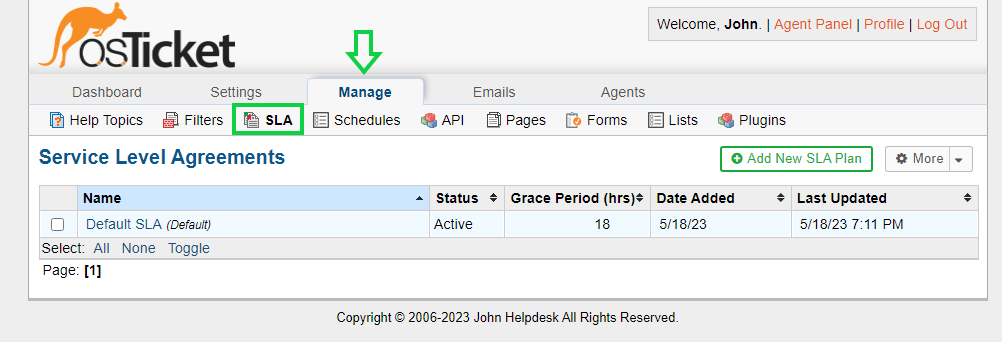 osTicket
Welcome, John. | Agent Panel | Profile | Log Out
Dashboard Settings Manage Emails Agents
Help Topics Filters SLA Schedules API Pages Forms Lists Plugins
Service Level Agreements
Add New SLA Plan More
Name Status Grace Period (hrs) Date Added Last Updated
Default SLA (Default) Active 18 5/18/23 5/18/23 7:11 PM
Select: All None Toggle
Page: [1]
Copyright © 2006-2023 John Helpdesk All Rights Reserved.